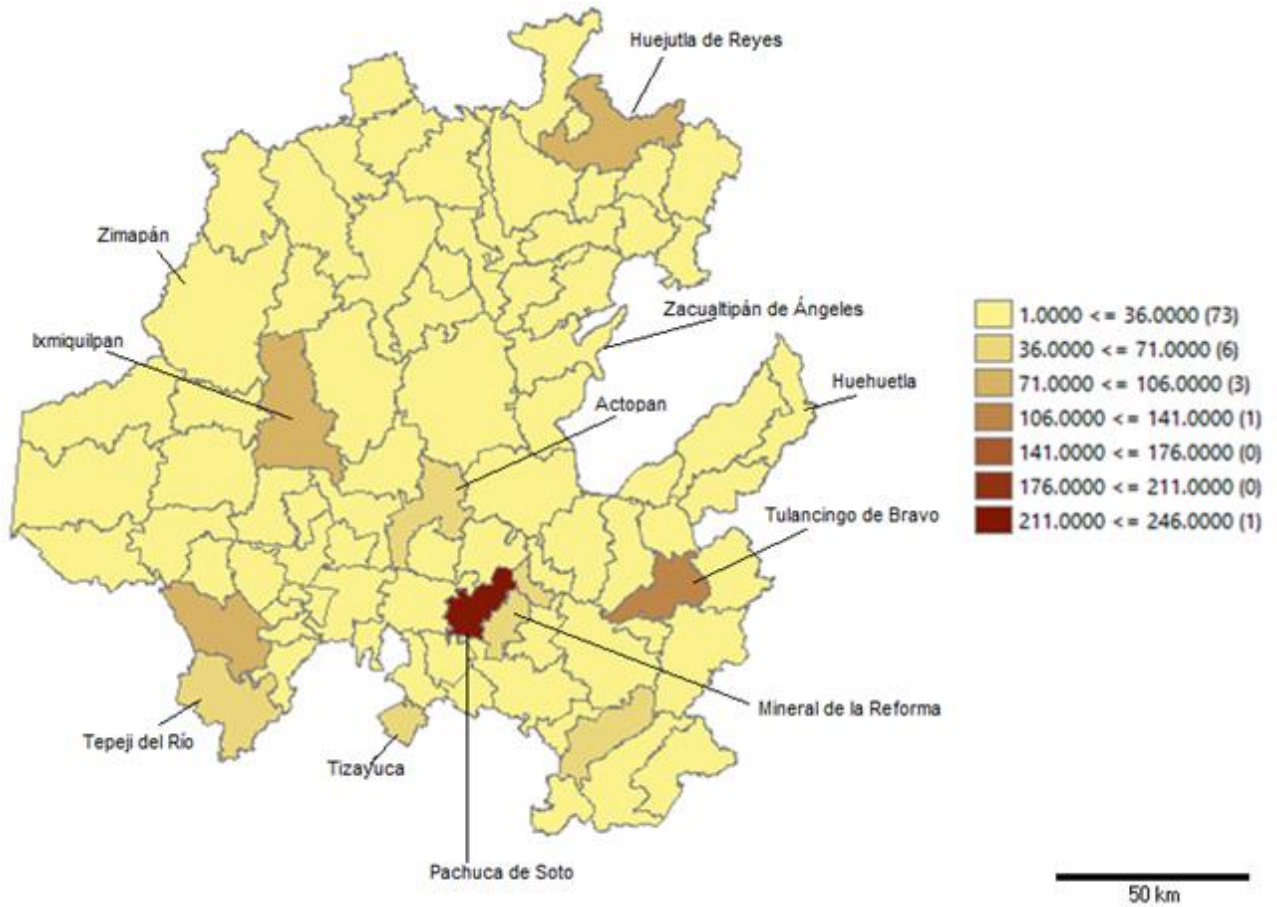 Huejutla de Reyes
Zimapán
Zacualtipán de Ángeles
Ixmiquilpan
Huehuetla
Actopan
Tulancingo de Bravo
Mineral de la Reforma
Tepeji del Río
Tizayuca
Pachuca de Soto
1.0000 <= 36.0000 (73)
36.0000 <= 71.0000 (6)
71.0000 <= 106.0000 (3)
106.0000 <= 141.0000 (1)
141.0000 <= 176.0000 (0)
176.0000 <= 211.0000 (0)
211.0000 <= 246.0000 (1)
50 km